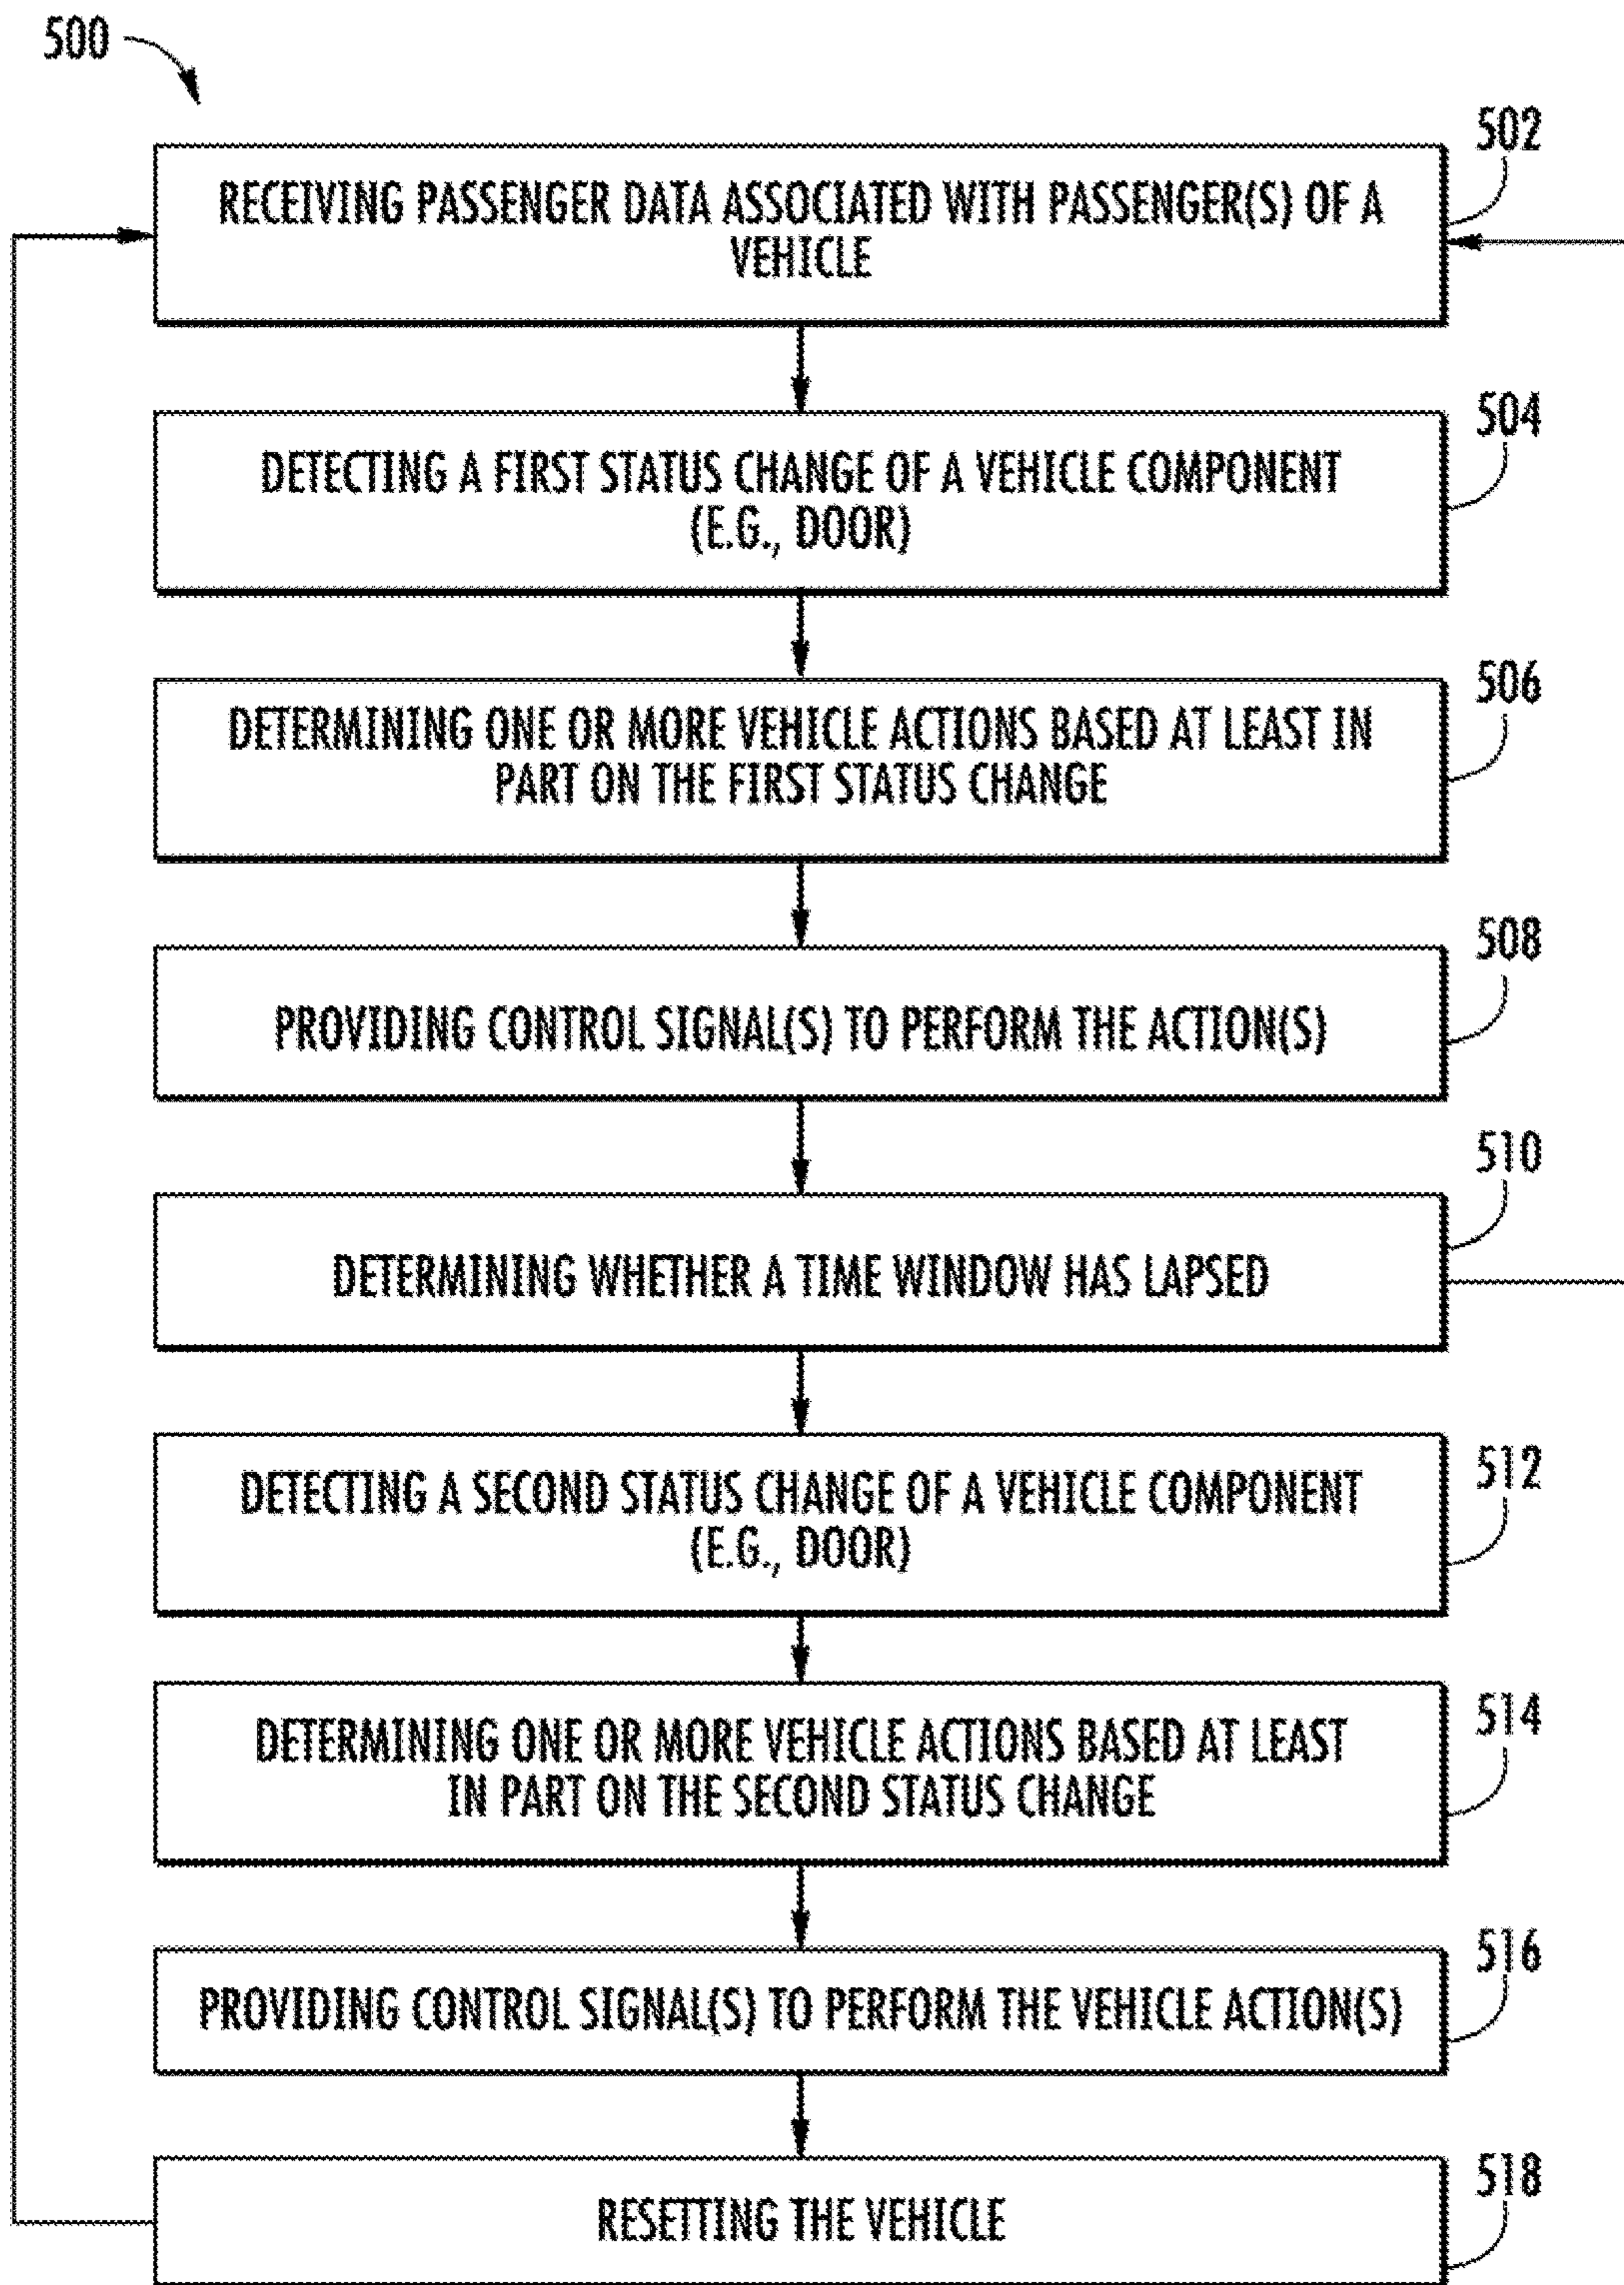 500
502
RECEIVING PASSENGER DATA ASSOCIATED WITH PASSENGER(S) OF A
VEHICLE
504
DETECTING A FIRST STATUS CHANGE OF A VEHICLE COMPONENT
(E.G., DOOR)
506
DETERMINING ONE OR MORE VEHICLE ACTIONS BASED AT LEAST IN
PART ON THE FIRST STATUS CHANGE
508
PROVIDING CONTROL SIGNAL(S) TO PERFORM THE ACTION(S)
510
DETERMINING WHETHER A TIME WINDOW HAS LAPSED
512
DETECTING A SECOND STATUS CHANGE OF A VEHICLE COMPONENT
(E.G., DOOR)
514
DETERMINING ONE OR MORE VEHICLE ACTIONS BASED AT LEAST
IN PART ON THE SECOND STATUS CHANGE
516
PROVIDING CONTROL SIGNAL(S) TO PERFORM THE VEHICLE ACTION(S)
518
RESETTING THE VEHICLE